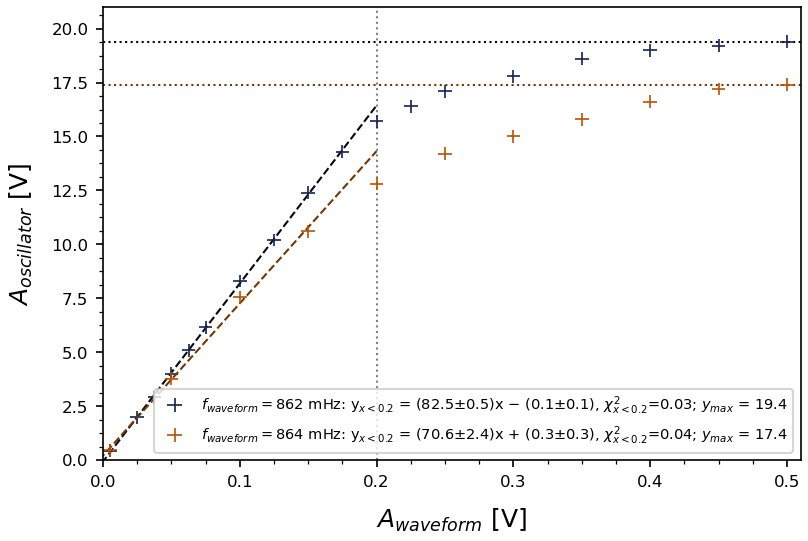 20.0
17.5
15.0
12.5
10.0
7.5
5.0
2.5
0.0
A_oscillator [V]
f_waveform = 862 mHz: y_x<0.2 = (82.5±0.5)x − (0.1±0.1), χ²_x<0.2=0.03; y_max = 19.4
f_waveform = 864 mHz: y_x<0.2 = (70.6±2.4)x + (0.3±0.3), χ²_x<0.2=0.04; y_max = 17.4
0.0 0.1 0.2 0.3 0.4 0.5
A_waveform [V]